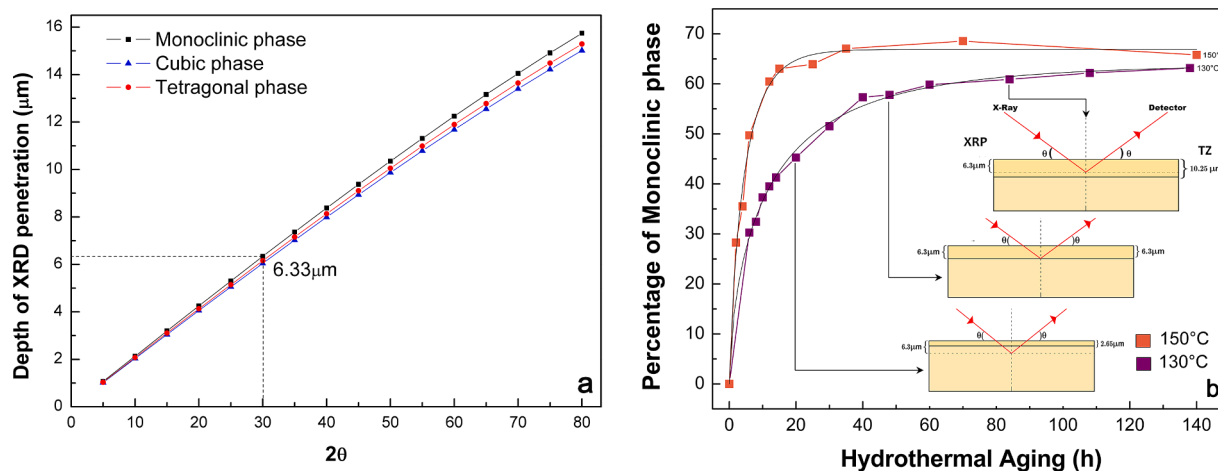 16
14
12
10
8
6
4
2
0
Depth of XRD penetration (μm)
Monoclinic phase
Cubic phase
Tetragonal phase
6.33μm
a
0 10 20 30 40 50 60 70 80
2θ
70
60
50
40
30
20
10
0
Percentage of Monoclinic phase
150°C
130°C
X-Ray
Detector
XRP
θ
θ
TZ
6.3μm
10.25 μm
θ
θ
6.3μm
6.3μm
θ
θ
6.3μm
2.65μm
150°C
130°C
b
0 20 40 60 80 100 120 140
Hydrothermal Aging (h)